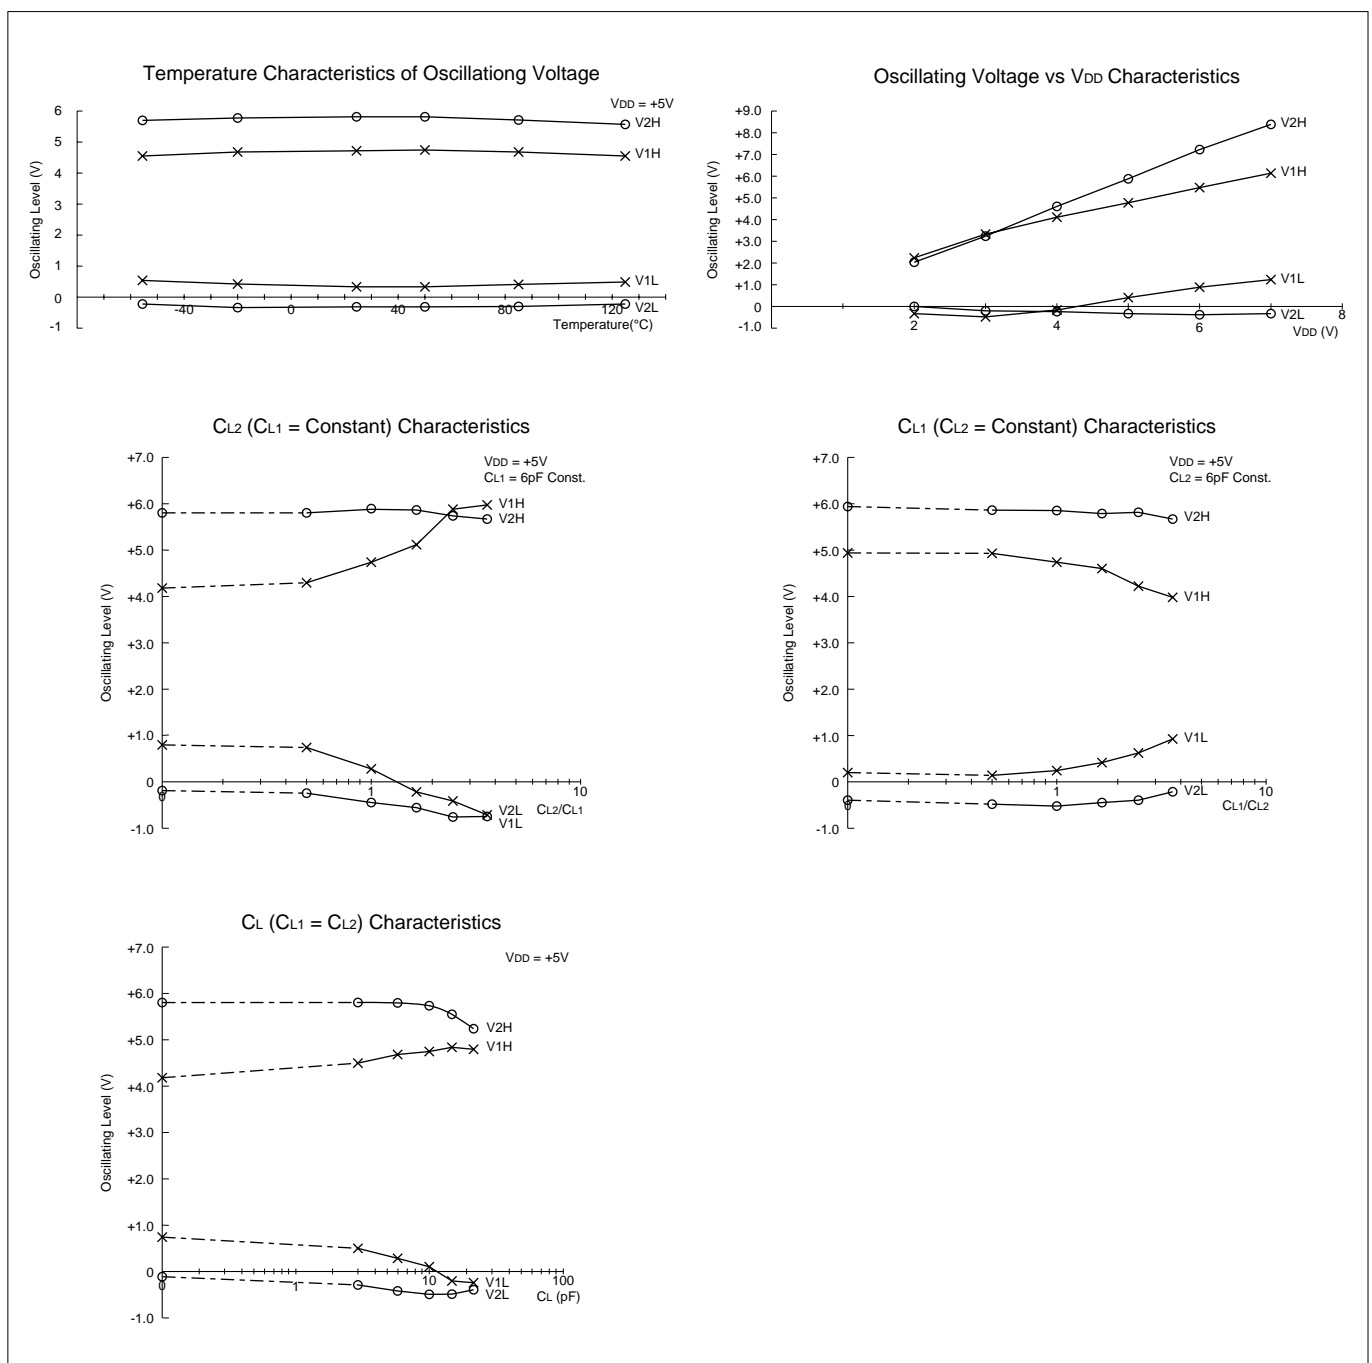 Temperature Characteristics of Oscillationg Voltage
VDD = +5V
6
5
4
3
2
1
0
-1
Oscillating Level (V)
V2H
V1H
V1L
V2L
-40
0
40
80
120
Temperature(°C)
Oscillating Voltage vs VDD Characteristics
+9.0
+8.0
+7.0
+6.0
+5.0
+4.0
+3.0
+2.0
+1.0
0
-1.0
Oscillating Level (V)
V2H
V1H
V1L
V2L
2
4
6
8
VDD (V)
CL2 (CL1 = Constant) Characteristics
VDD = +5V
CL1 = 6pF Const.
+7.0
+6.0
+5.0
+4.0
+3.0
+2.0
+1.0
0
-1.0
Oscillating Level (V)
V1H
V2H
V2L
V1L
0
1
10
CL2/CL1
CL1 (CL2 = Constant) Characteristics
VDD = +5V
CL2 = 6pF Const.
+7.0
+6.0
+5.0
+4.0
+3.0
+2.0
+1.0
0
-1.0
Oscillating Level (V)
V2H
V1H
V1L
V2L
0
1
10
CL1/CL2
CL (CL1 = CL2) Characteristics
VDD = +5V
+7.0
+6.0
+5.0
+4.0
+3.0
+2.0
+1.0
0
-1.0
Oscillating Level (V)
V2H
V1H
V1L
V2L
0
1
10
100
CL (pF)